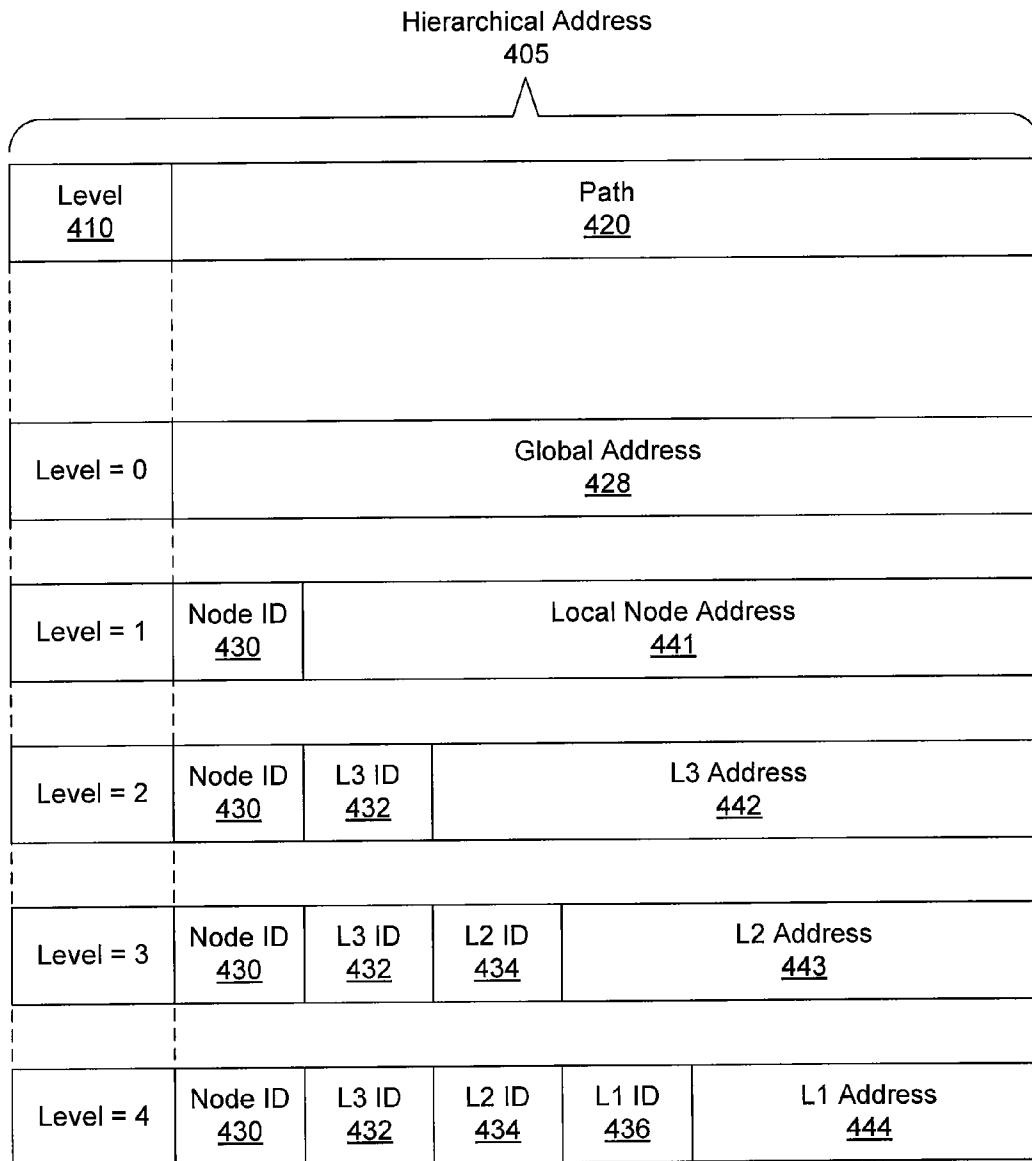 Hierarchical Address
405
Level
410
Path
420
Level = 0
Global Address
428
Level = 1
Node ID
430
Local Node Address
441
Level = 2
Node ID
430
L3 ID
432
L3 Address
442
Level = 3
Node ID
430
L3 ID
432
L2 ID
434
L2 Address
443
Level = 4
Node ID
430
L3 ID
432
L2 ID
434
L1 ID
436
L1 Address
444